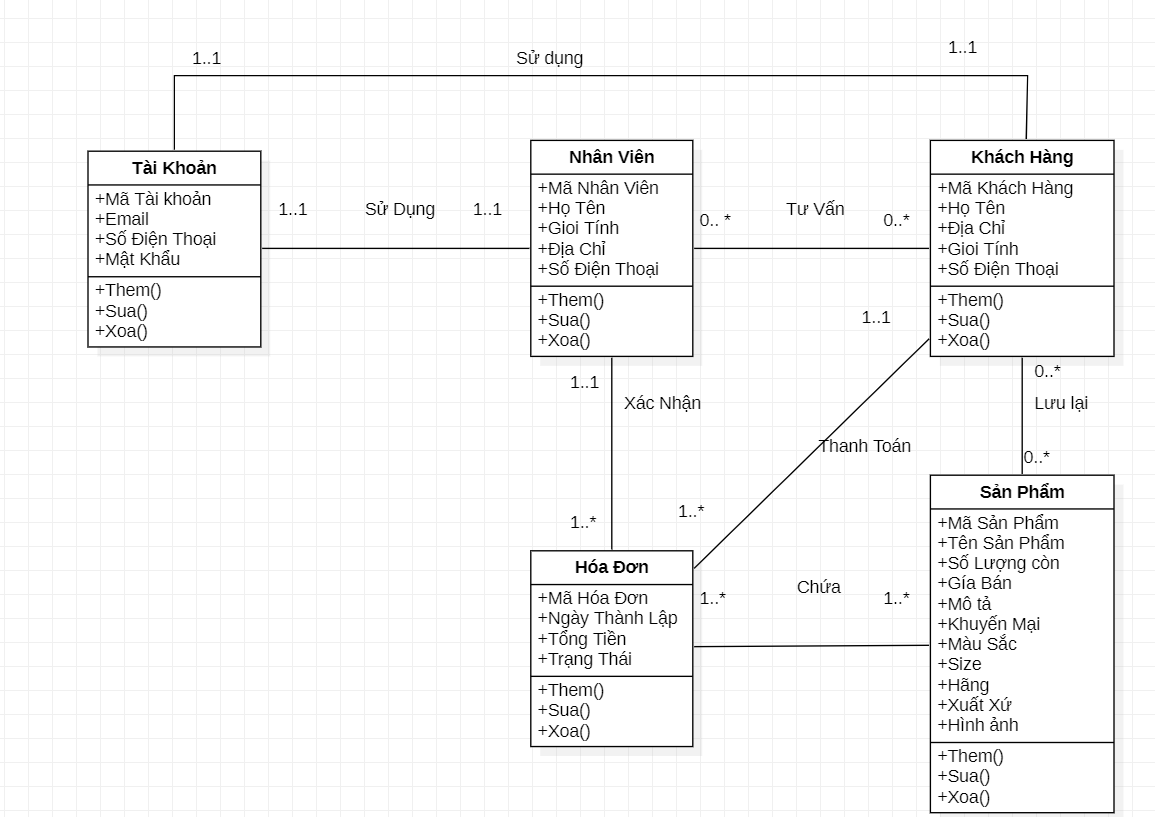 1..1
Sử dụng
1..1
Tài Khoản
+Mã Tài khoản
+Email
+Số Điện Thoại
+Mật Khẩu
+Them()
+Sua()
+Xoa()
1..1
Sử Dụng
1..1
Nhân Viên
+Mã Nhân Viên
+Họ Tên
+Gioi Tính
+Địa Chỉ
+Số Điện Thoại
+Them()
+Sua()
+Xoa()
0.. *
Tư Vấn
0..*
Khách Hàng
+Mã Khách Hàng
+Họ Tên
+Địa Chỉ
+Gioi Tính
+Số Điện Thoại
+Them()
+Sua()
+Xoa()
1..1
Xác Nhận
1..*
1..1
Thanh Toán
1..*
0..*
Lưu lại
0..*
Hóa Đơn
+Mã Hóa Đơn
+Ngày Thành Lập
+Tổng Tiền
+Trạng Thái
+Them()
+Sua()
+Xoa()
1..*
Chứa
1..*
Sản Phẩm
+Mã Sản Phẩm
+Tên Sản Phẩm
+Số Lượng còn
+Gía Bán
+Mô tả
+Khuyến Mại
+Màu Sắc
+Size
+Hãng
+Xuất Xứ
+Hình ảnh
+Them()
+Sua()
+Xoa()